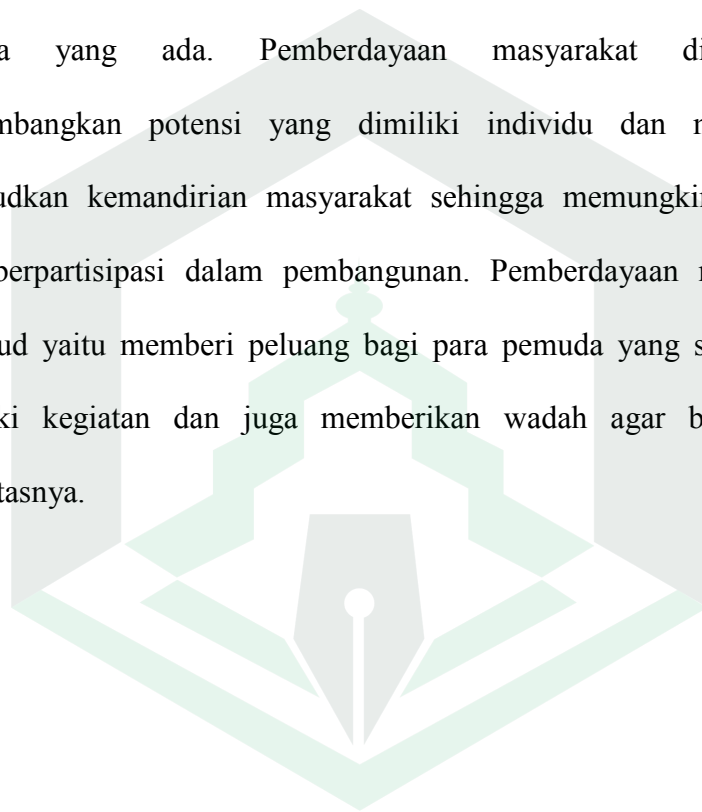 a yang ada. Pemberdayaan masyarakat di
mbangkan potensi yang dimiliki individu dan
udkan kemandirian masyarakat sehingga memungki
berpartisipasi dalam pembangunan. Pemberdayaan
ud yaitu memberi peluang bagi para pemuda yang s
ki kegiatan dan juga memberikan wadah agar b
tasnya.